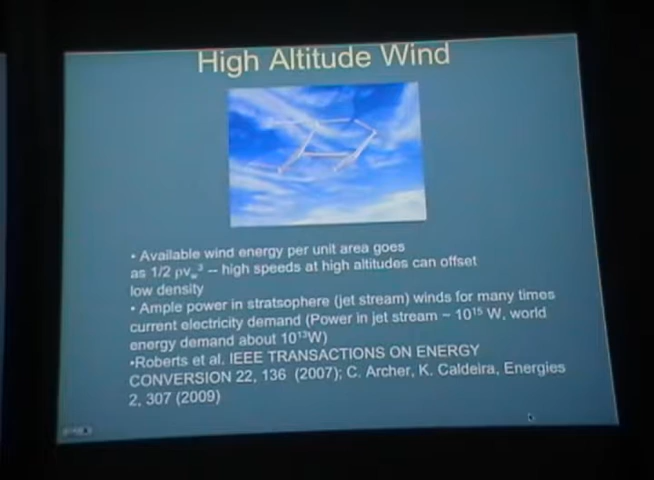 High Altitude Wind
• Available wind energy per unit area goes
as 1/2 ρv_w³ – high speeds at high altitudes can offset
low density
• Ample power in stratsophere (jet stream) winds for many times
current electricity demand (Power in jet stream ~ 10¹⁵ W, world
energy demand about 10¹³W)
•Roberts et al, IEEE TRANSACTIONS ON ENERGY
CONVERSION 22, 136 (2007); C. Archer, K. Caldeira, Energies
2, 307 (2009)